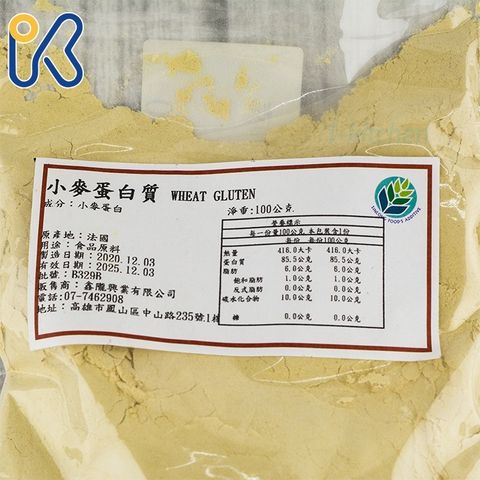 小麥蛋白質 WHEAT GLUTEN
成分：小麥蛋白
淨重:100公克
原產地：法國
用途：食品原料
製造日期：2020.12.03
有效日期：2025.12.03
批號：B329B
販售商：鑫隴興業有限公司
電話:07-7462908
地址：高雄市鳳山區中山路235號1樓
營養標示
每一份量100公克 本包裝含1份
每份 每份100公克
熱量 416.0大卡 416.0大卡
蛋白質 85.5公克 85.5公克
脂肪 6.0公克 6.0公克
飽和脂肪 1.0公克 1.0公克
反式脂肪 0.0公克 0.0公克
碳水化合物 10.0公克 10.0公克
糖 0.0公克 0.0公克
FOOD'S ADDITIVE